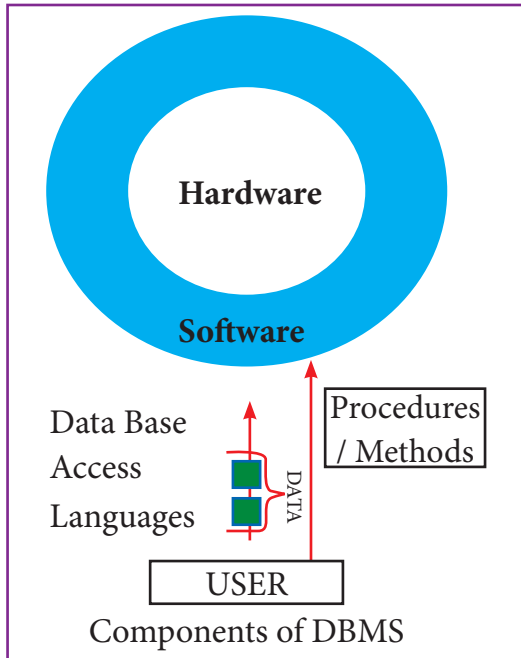 Hardware
Software
Data Base
Access
Languages
DATA
Procedures
/ Methods
USER
Components of DBMS